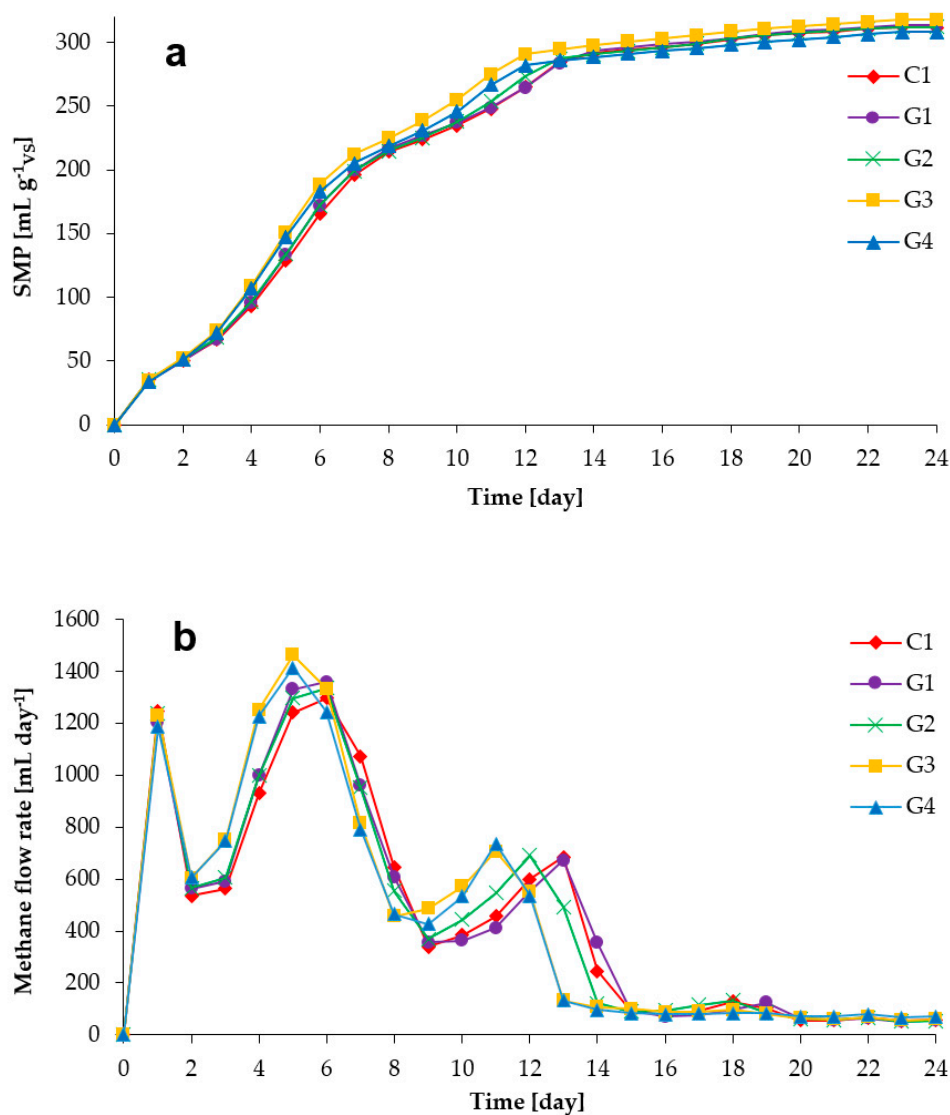 a
300
250
200
150
100
50
0
SMP [mL g-1vs]
C1
G1
G2
G3
G4
0 2 4 6 8 10 12 14 16 18 20 22 24
Time [day]
b
1600
1400
1200
1000
800
600
400
200
0
Methane flow rate [mL day-1]
C1
G1
G2
G3
G4
0 2 4 6 8 10 12 14 16 18 20 22 24
Time [day]